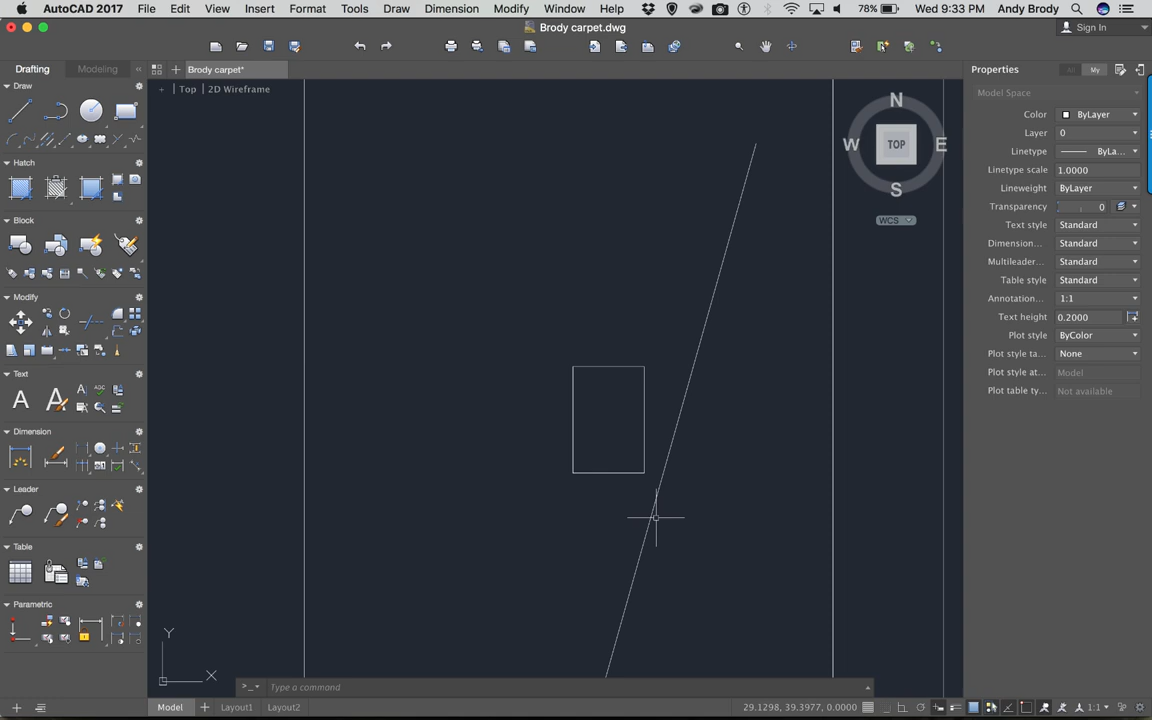 AutoCAD 2017 File Edit View Insert Format Tools Draw Dimension Modify Window Help 78% Wed 9:33 PM Andy Brody
Brody carpet.dwg
Sign In
Drafting Modeling « Brody carpet* Properties All My
Draw
+ | Top | 2D Wireframe
Model Space
N
W TOP E
S
WCS
Color ByLayer
Layer 0
Linetype ByLa...
Linetype scale 1.0000
Lineweight ByLayer
Transparency 0
Text style Standard
Dimension... Standard
Multileader... Standard
Table style Standard
Annotation... 1:1
Text height 0.2000
Plot style ByColor
Plot style ta... None
Plot style at... Model
Plot table ty... Not available
Hatch
Block
Modify
Text
A A A ABC
Dimension
Leader
Table
Parametric
Y
X
>_ Type a command
Model + Layout1 Layout2 29.1298, 39.3977, 0.0000 1:1